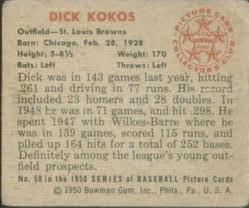 DICK KOKOS
Outfield—St. Louis Browns
Born: Chicago, Feb. 28, 1928
Height: 5-8½ Weight: 170
Bats: Left Throws: Left
PICTURE CARD
COLLECTORS CLUB
Dick was in 143 games last year, hitting
.261 and driving in 77 runs. His record
included 23 homers and 28 doubles. In
1948 he was in 71 games, and hit .298. He
spent 1947 with Wilkes-Barre where he
was in 139 games, scored 115 runs, and
piled up 164 hits for a total of 252 bases.
Definitely among the league's young out-
field prospects.
No. 50 in the 1950 SERIES OF BASEBALL Picture Cards
©1950 Bowman Gum, Inc., Phila., Pa., U. S. A.